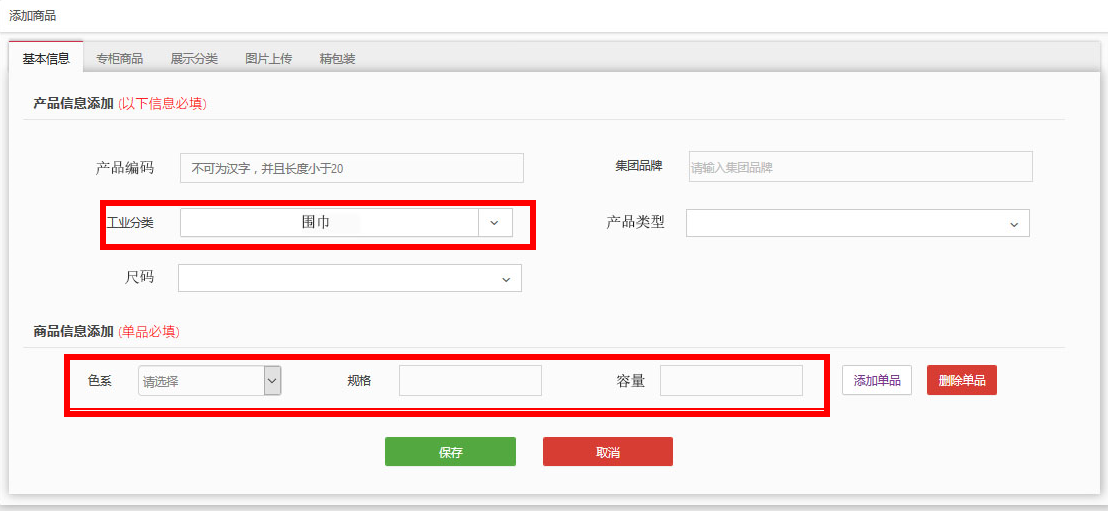 添加商品
基本信息 专柜商品 展示分类 图片上传 精包装
产品信息添加 (以下信息必填)
产品编码 不可为汉字，并且长度小于20 集团品牌 请输入集团品牌
工业分类 围巾 产品类型
尺码
商品信息添加 (单品必填)
色系 请选择 规格 容量 添加单品 删除单品
保存 取消